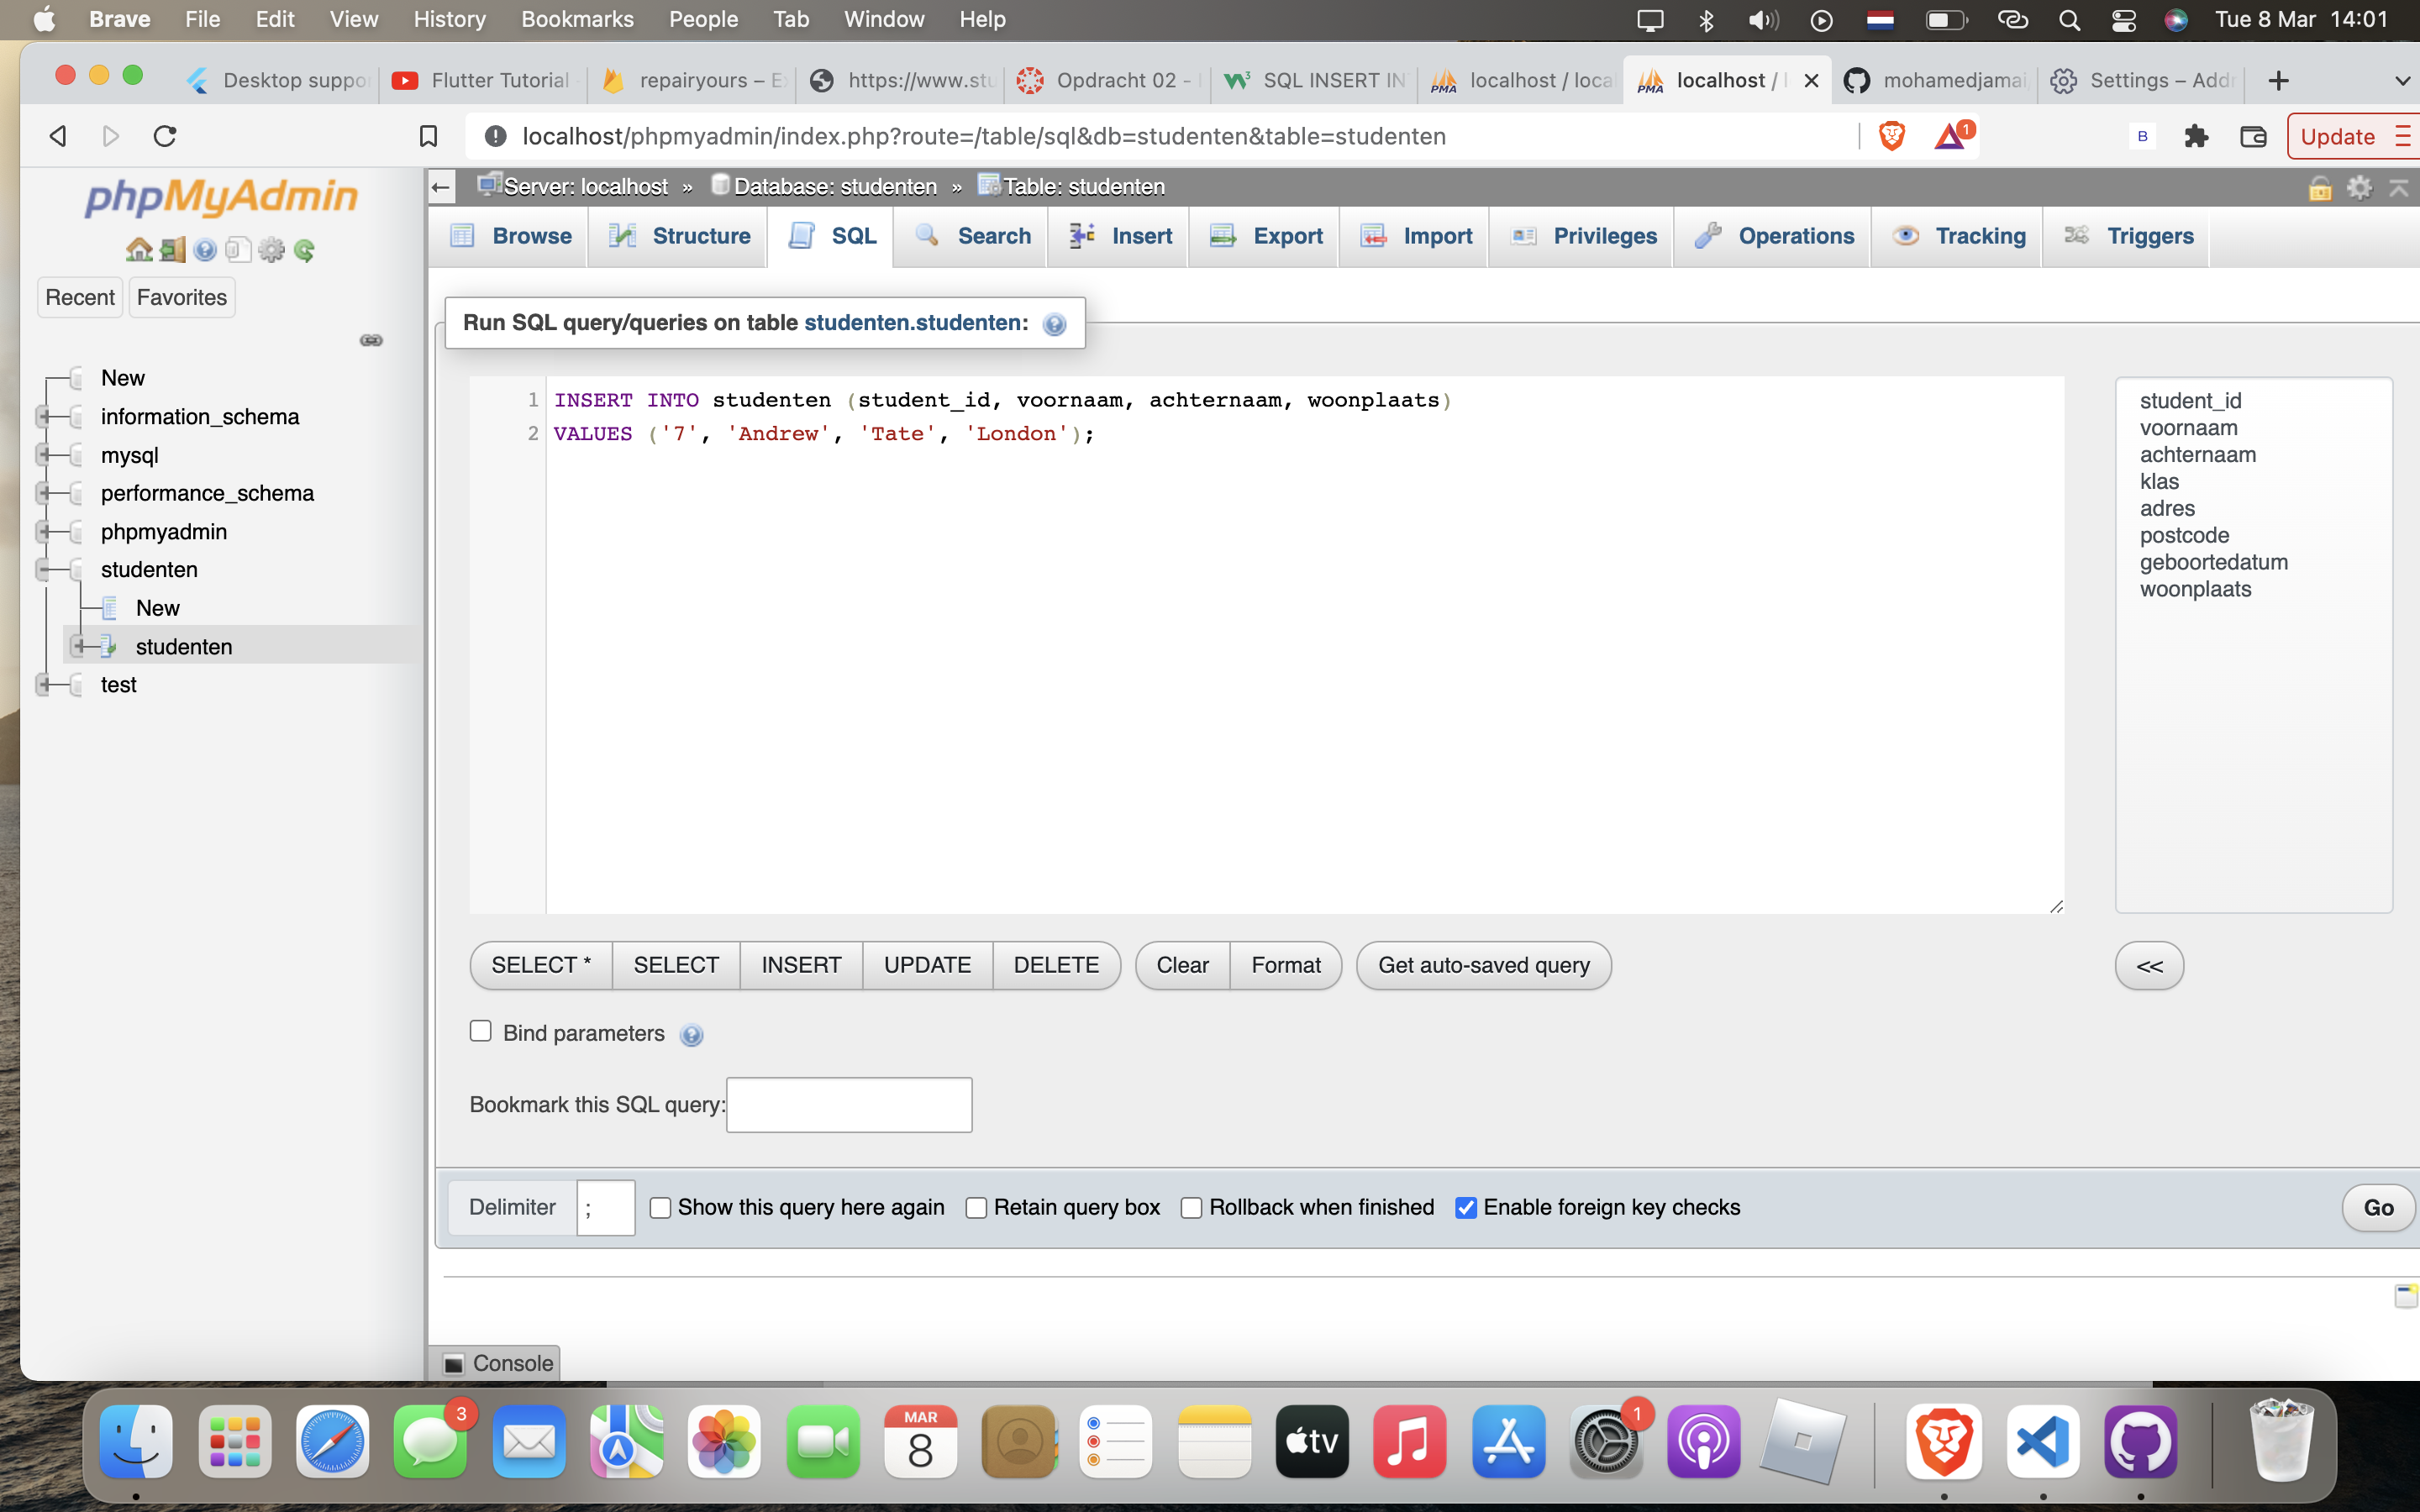 Brave File Edit View History Bookmarks People Tab Window Help Tue 8 Mar 14:01
Desktop suppo Flutter Tutorial repairyours – E https://www.stu Opdracht 02 - SQL INSERT IN localhost / loca localhost / l mohamedjamai Settings – Add
localhost/phpmyadmin/index.php?route=/table/sql&db=studenten&table=studenten 1 B Update
phpMyAdmin
Recent Favorites
New
information_schema
mysql
performance_schema
phpmyadmin
studenten
New
studenten
test
Server: localhost » Database: studenten » Table: studenten
Browse Structure SQL Search Insert Export Import Privileges Operations Tracking Triggers
Run SQL query/queries on table studenten.studenten:
1 INSERT INTO studenten (student_id, voornaam, achternaam, woonplaats)
2 VALUES ('7', 'Andrew', 'Tate', 'London');
student_id
voornaam
achternaam
klas
adres
postcode
geboortedatum
woonplaats
SELECT * SELECT INSERT UPDATE DELETE Clear Format Get auto-saved query <<
Bind parameters
Bookmark this SQL query:
Delimiter ; Show this query here again Retain query box Rollback when finished Enable foreign key checks Go
Console
3 MAR 8 tv 1